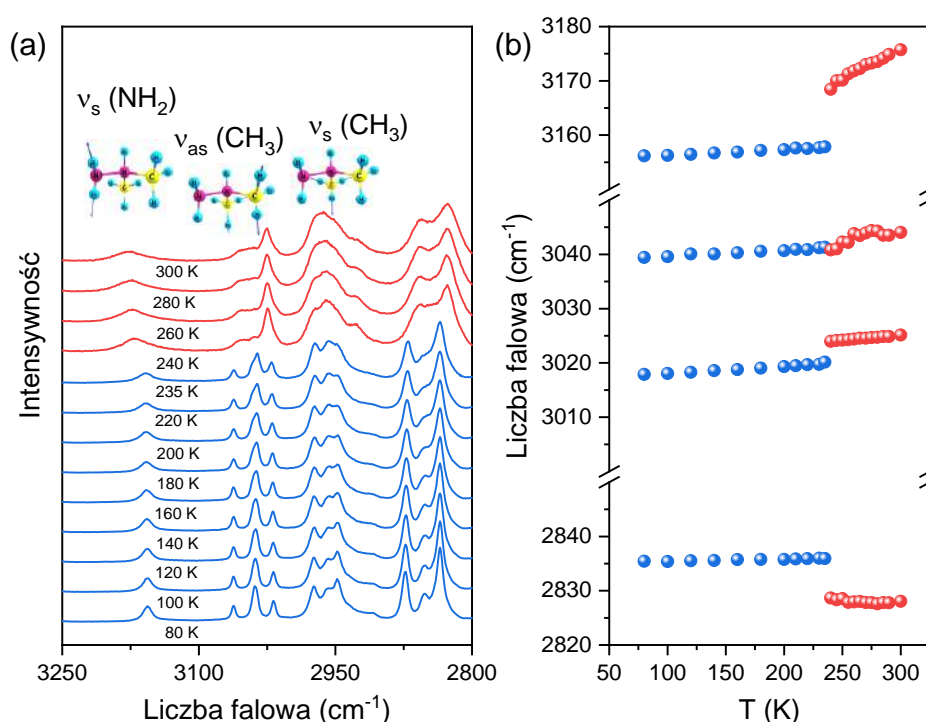 (a)
νs (NH2)
νas (CH3)
νs (CH3)
300 K
280 K
260 K
240 K
235 K
220 K
200 K
180 K
160 K
140 K
120 K
100 K
80 K
Intensywność
3250 3100 2950 2800
Liczba falowa (cm-1)
(b)
3180
3170
3160
3040
3030
3020
3010
2840
2830
2820
Liczba falowa (cm-1)
50 100 150 200 250 300
T (K)